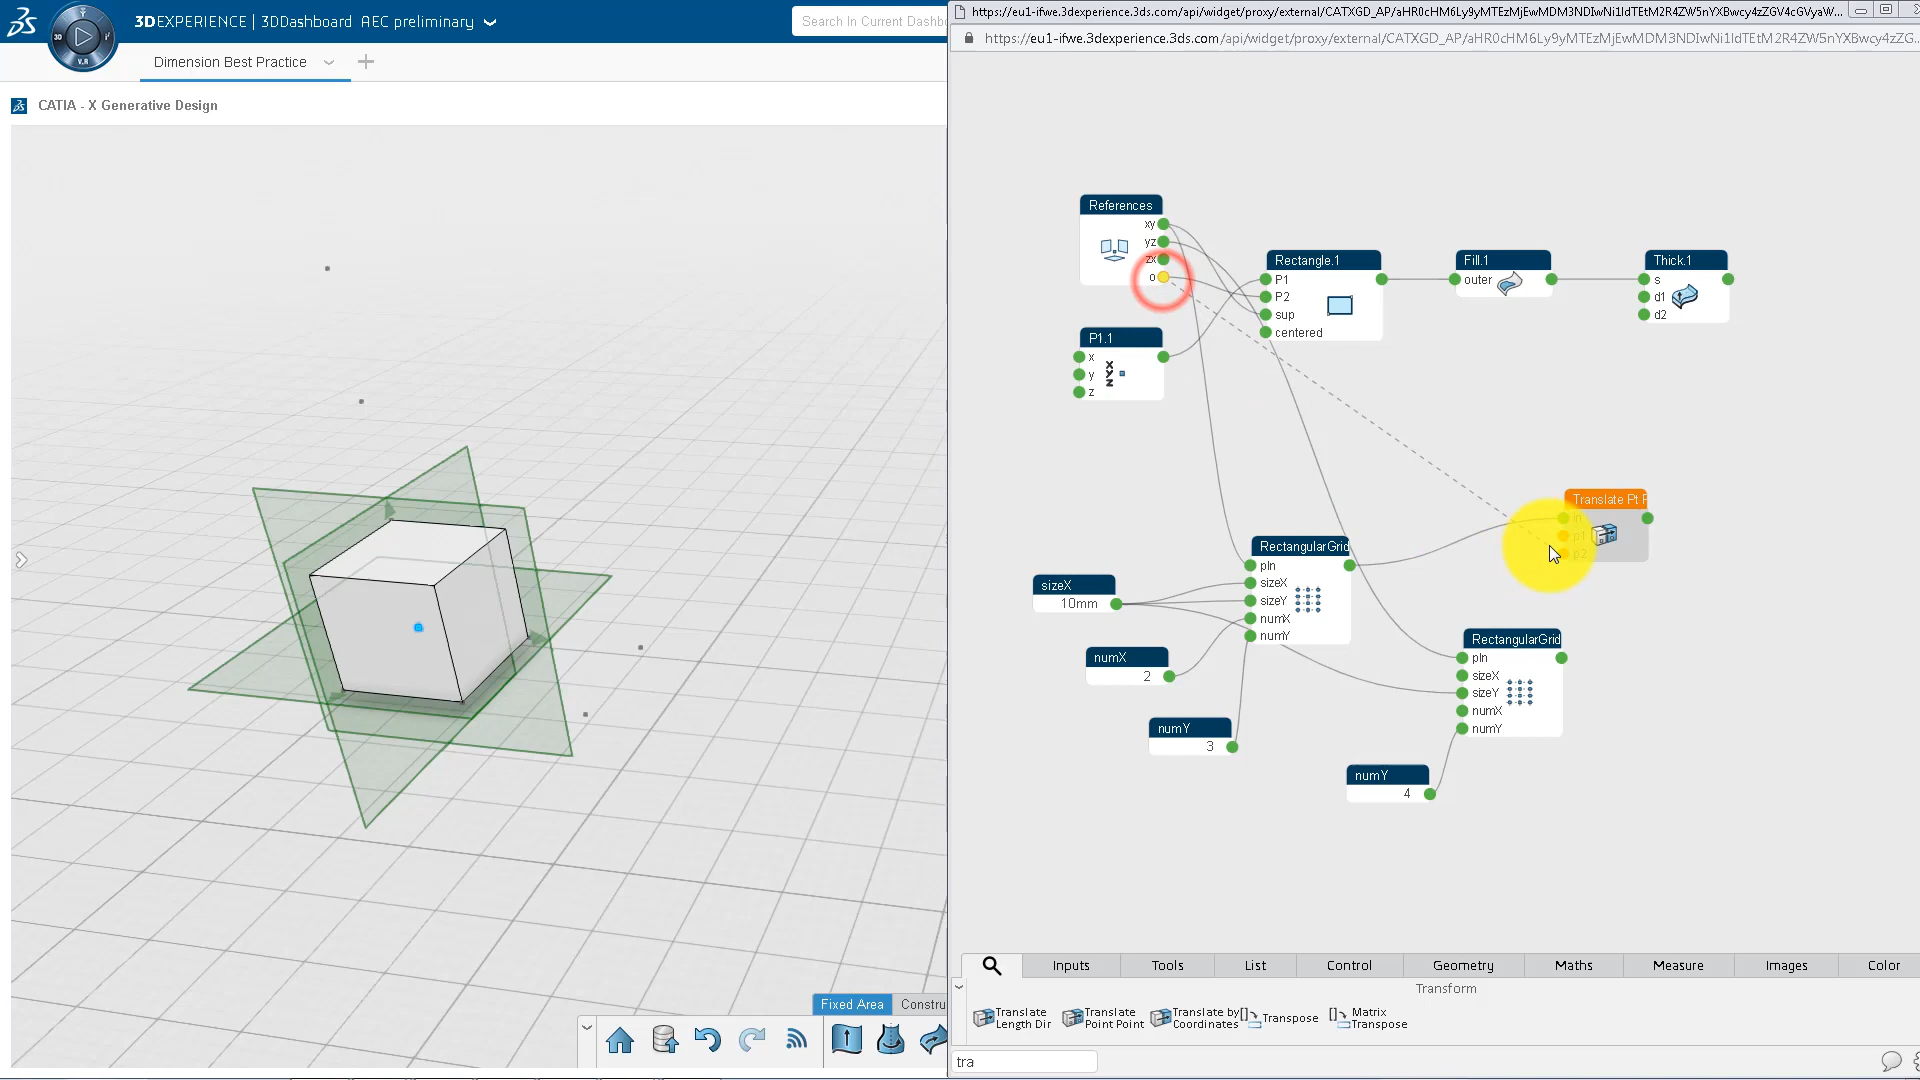 3DEXPERIENCE | 3DDashboard AEC preliminary
Search In Current Dashbo
Dimension Best Practice
CATIA - X Generative Design
V.R
3D
Fixed Area
Constru
https://eu1-ifwe.3dexperience.3ds.com/api/widget/proxy/external/CATXGD_AP/aHR0cHM6Ly9yMTEzMjEwMDM3NDIwNi1ldTEtM2R4ZW5nYXBwcy4zZGV4cGVyaW...
https://eu1-ifwe.3dexperience.3ds.com/api/widget/proxy/external/CATXGD_AP/aHR0cHM6Ly9yMTEzMjEwMDM3NDIwNi1ldTEtM2R4ZW5nYXBwcy4zZG...
References
xy
yz
zx
o
P1.1
x
y
z
Rectangle.1
P1
P2
sup
centered
Fill.1
outer
Thick.1
s
d1
d2
Translate Pt P
in
p1
p2
RectangularGrid
pln
sizeX
sizeY
numX
numY
sizeX
10mm
numX
2
numY
3
RectangularGrid
pln
sizeX
sizeY
numX
numY
numY
4
Inputs
Tools
List
Control
Geometry
Maths
Measure
Images
Color
Transform
Translate
Length Dir
Translate
Point Point
Translate by
Coordinates
Transpose
Matrix
Transpose
tra